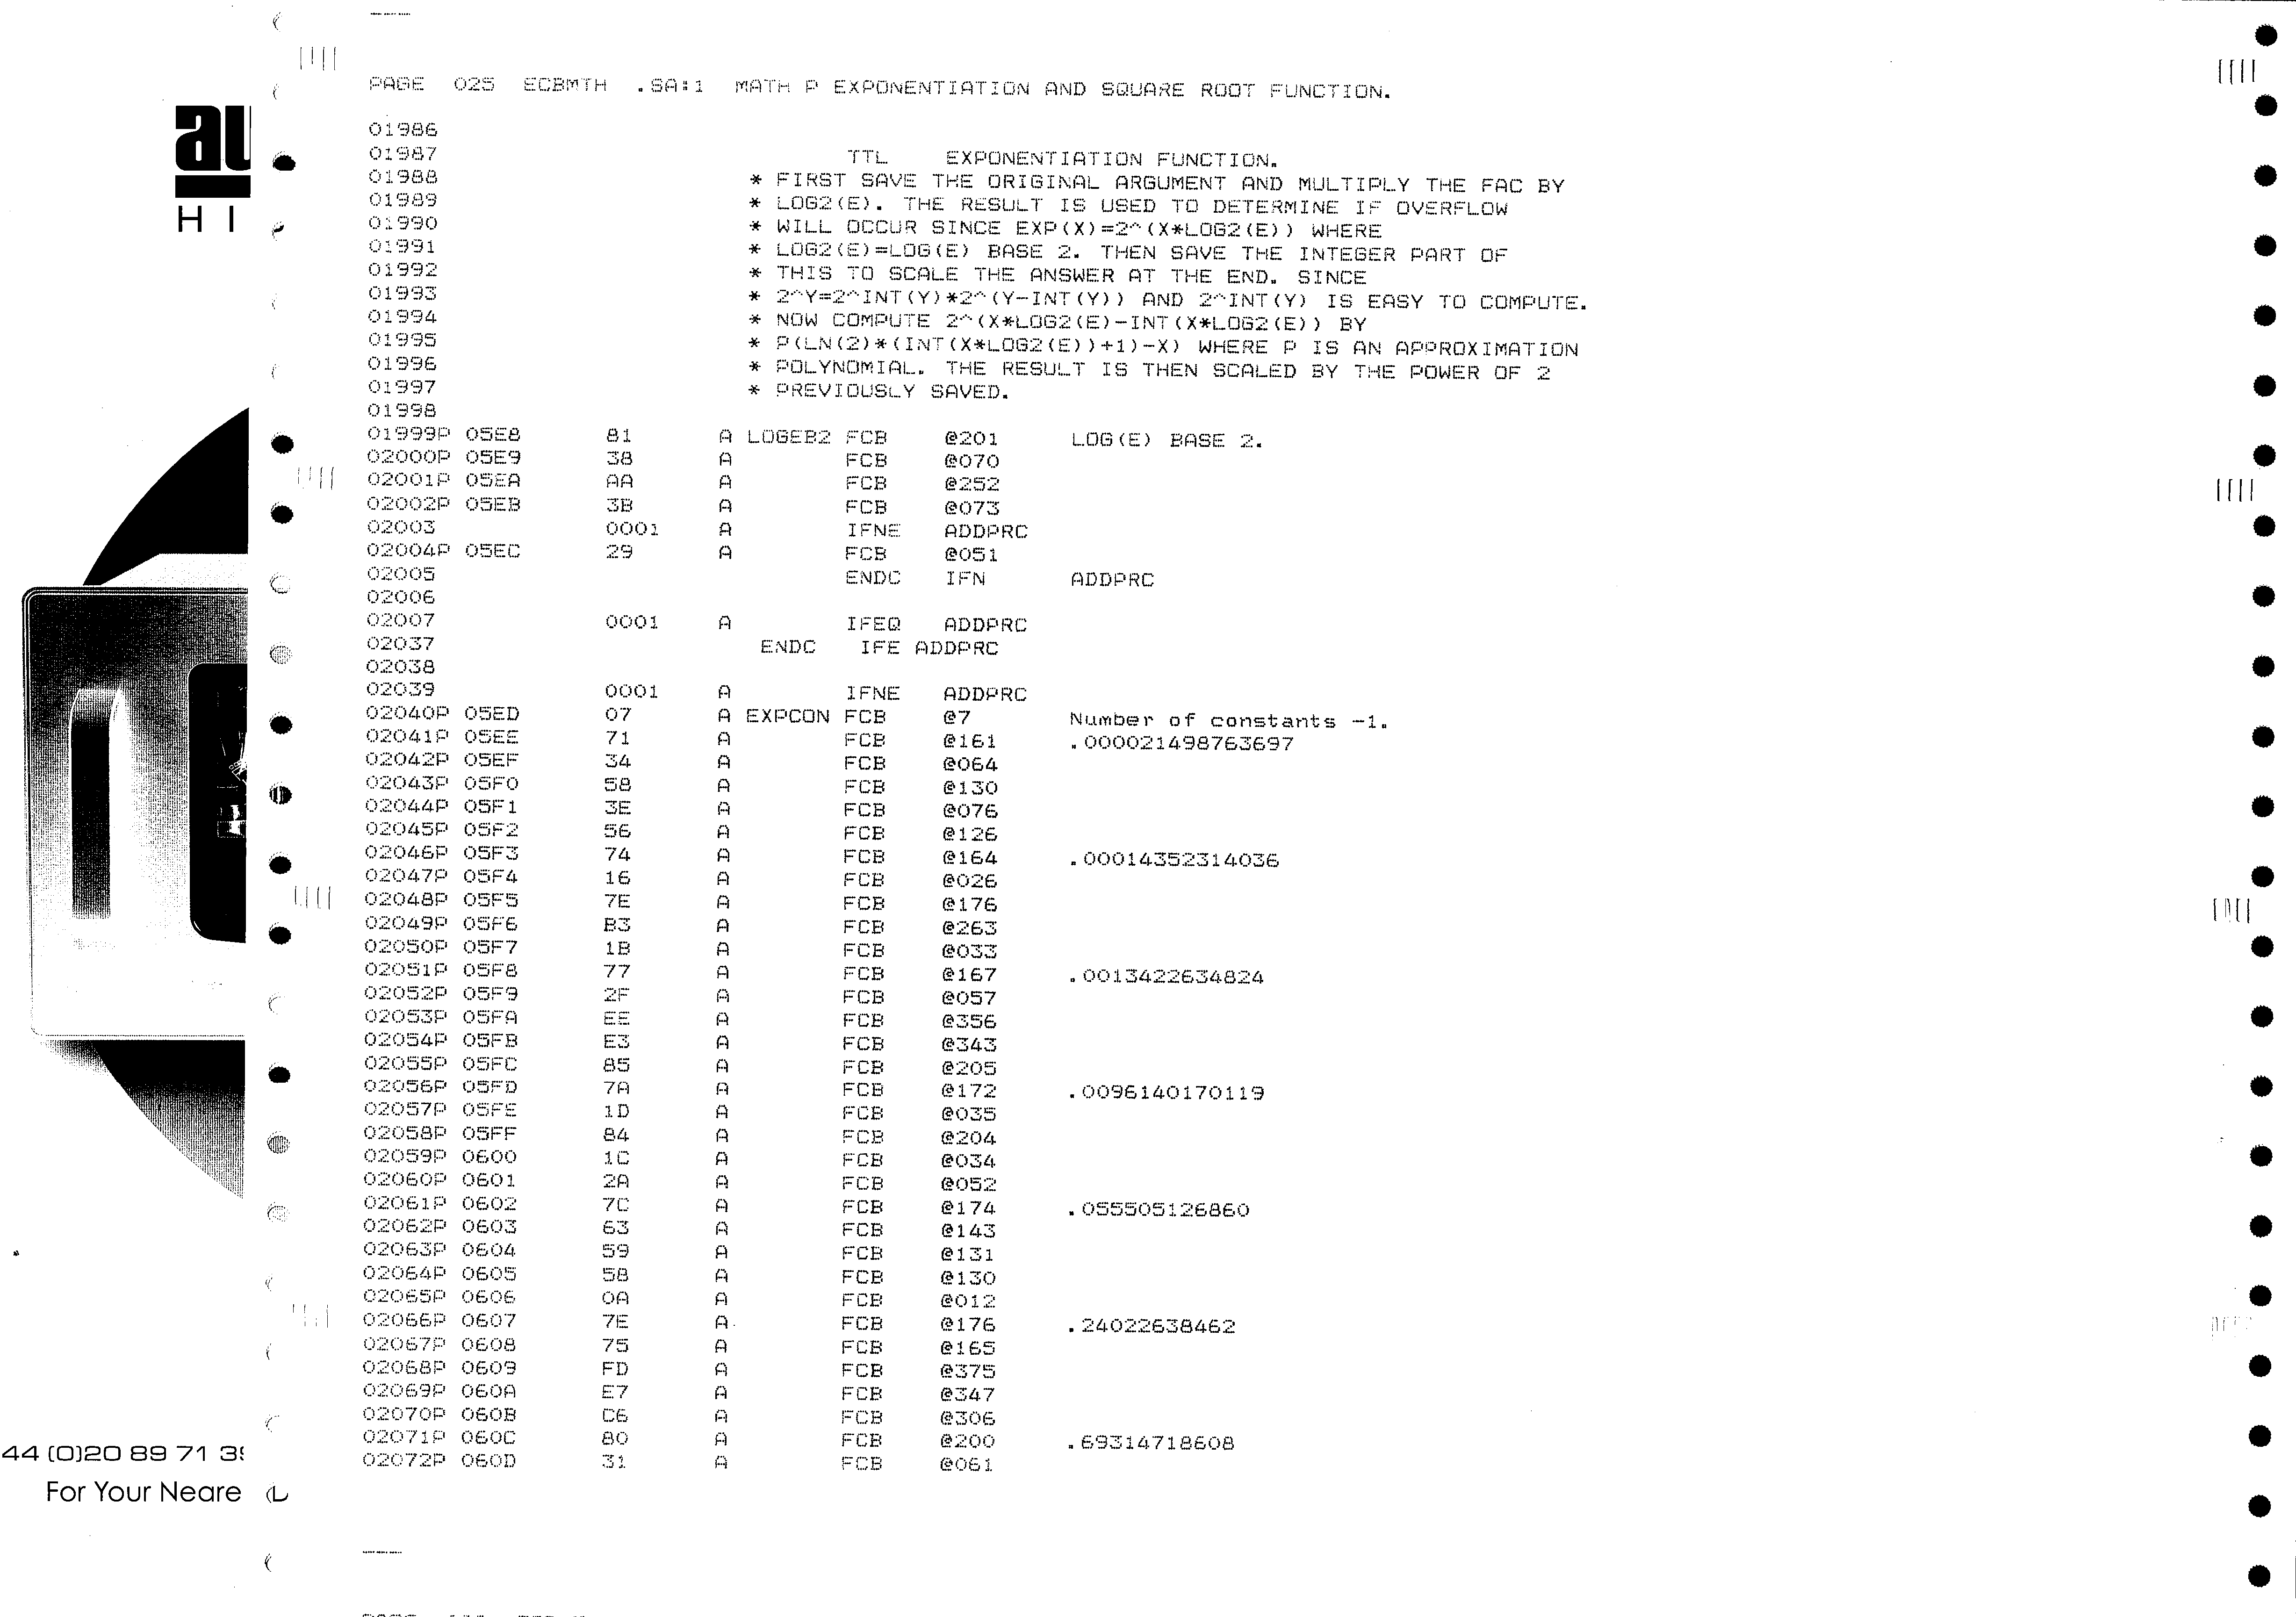 PAGE 025 ECBMTH .SA:1 MATH P EXPONENTIATION AND SQUARE ROOT FUNCTION.
au
HI
01986
01987 TTL EXPONENTIATION FUNCTION.
01988 * FIRST SAVE THE ORIGINAL ARGUMENT AND MULTIPLY THE FAC BY
01989 * LOG2(E). THE RESULT IS USED TO DETERMINE IF OVERFLOW
01990 * WILL OCCUR SINCE EXP(X)=2^(X*LOG2(E)) WHERE
01991 * LOG2(E)=LOG(E) BASE 2. THEN SAVE THE INTEGER PART OF
01992 * THIS TO SCALE THE ANSWER AT THE END. SINCE
01993 * 2^Y=2^INT(Y)*2^(Y-INT(Y)) AND 2^INT(Y) IS EASY TO COMPUTE.
01994 * NOW COMPUTE 2^(X*LOG2(E)-INT(X*LOG2(E)) BY
01995 * P(LN(2)*(INT(X*LOG2(E))+1)-X) WHERE P IS AN APPROXIMATION
01996 * POLYNOMIAL. THE RESULT IS THEN SCALED BY THE POWER OF 2
01997 * PREVIOUSLY SAVED.
01998
01999P 05E8 81 A LOGEB2 FCB @201 LOG(E) BASE 2.
02000P 05E9 38 A FCB @070
02001P 05EA AA A FCB @252
02002P 05EB 3B A FCB @073
02003 0001 A IFNE ADDPRC
02004P 05EC 29 A FCB @051
02005 ENDC IFN ADDPRC
02006
02007 0001 A IFEQ ADDPRC
02037 ENDC IFE ADDPRC
02038
02039 0001 A IFNE ADDPRC
02040P 05ED 07 A EXPCON FCB @7 Number of constants -1.
02041P 05EE 71 A FCB @161 .000021498763697
02042P 05EF 34 A FCB @064
02043P 05F0 58 A FCB @130
02044P 05F1 3E A FCB @076
02045P 05F2 56 A FCB @126
02046P 05F3 74 A FCB @164 .00014352314036
02047P 05F4 16 A FCB @026
02048P 05F5 7E A FCB @176
02049P 05F6 B3 A FCB @263
02050P 05F7 1B A FCB @033
02051P 05F8 77 A FCB @167 .0013422634824
02052P 05F9 2F A FCB @057
02053P 05FA EE A FCB @356
02054P 05FB E3 A FCB @343
02055P 05FC 85 A FCB @205
02056P 05FD 7A A FCB @172 .0096140170119
02057P 05FE 1D A FCB @035
02058P 05FF 84 A FCB @204
02059P 0600 1C A FCB @034
02060P 0601 2A A FCB @052
02061P 0602 7C A FCB @174 .055505126860
02062P 0603 63 A FCB @143
02063P 0604 59 A FCB @131
02064P 0605 58 A FCB @130
02065P 0606 0A A FCB @012
02066P 0607 7E A FCB @176 .24022638462
02067P 0608 75 A FCB @165
02068P 0609 FD A FCB @375
02069P 060A E7 A FCB @347
02070P 060B C6 A FCB @306
02071P 060C 80 A FCB @200 .69314718608
02072P 060D 31 A FCB @061
44 (0)20 89 71 3
For Your Neare